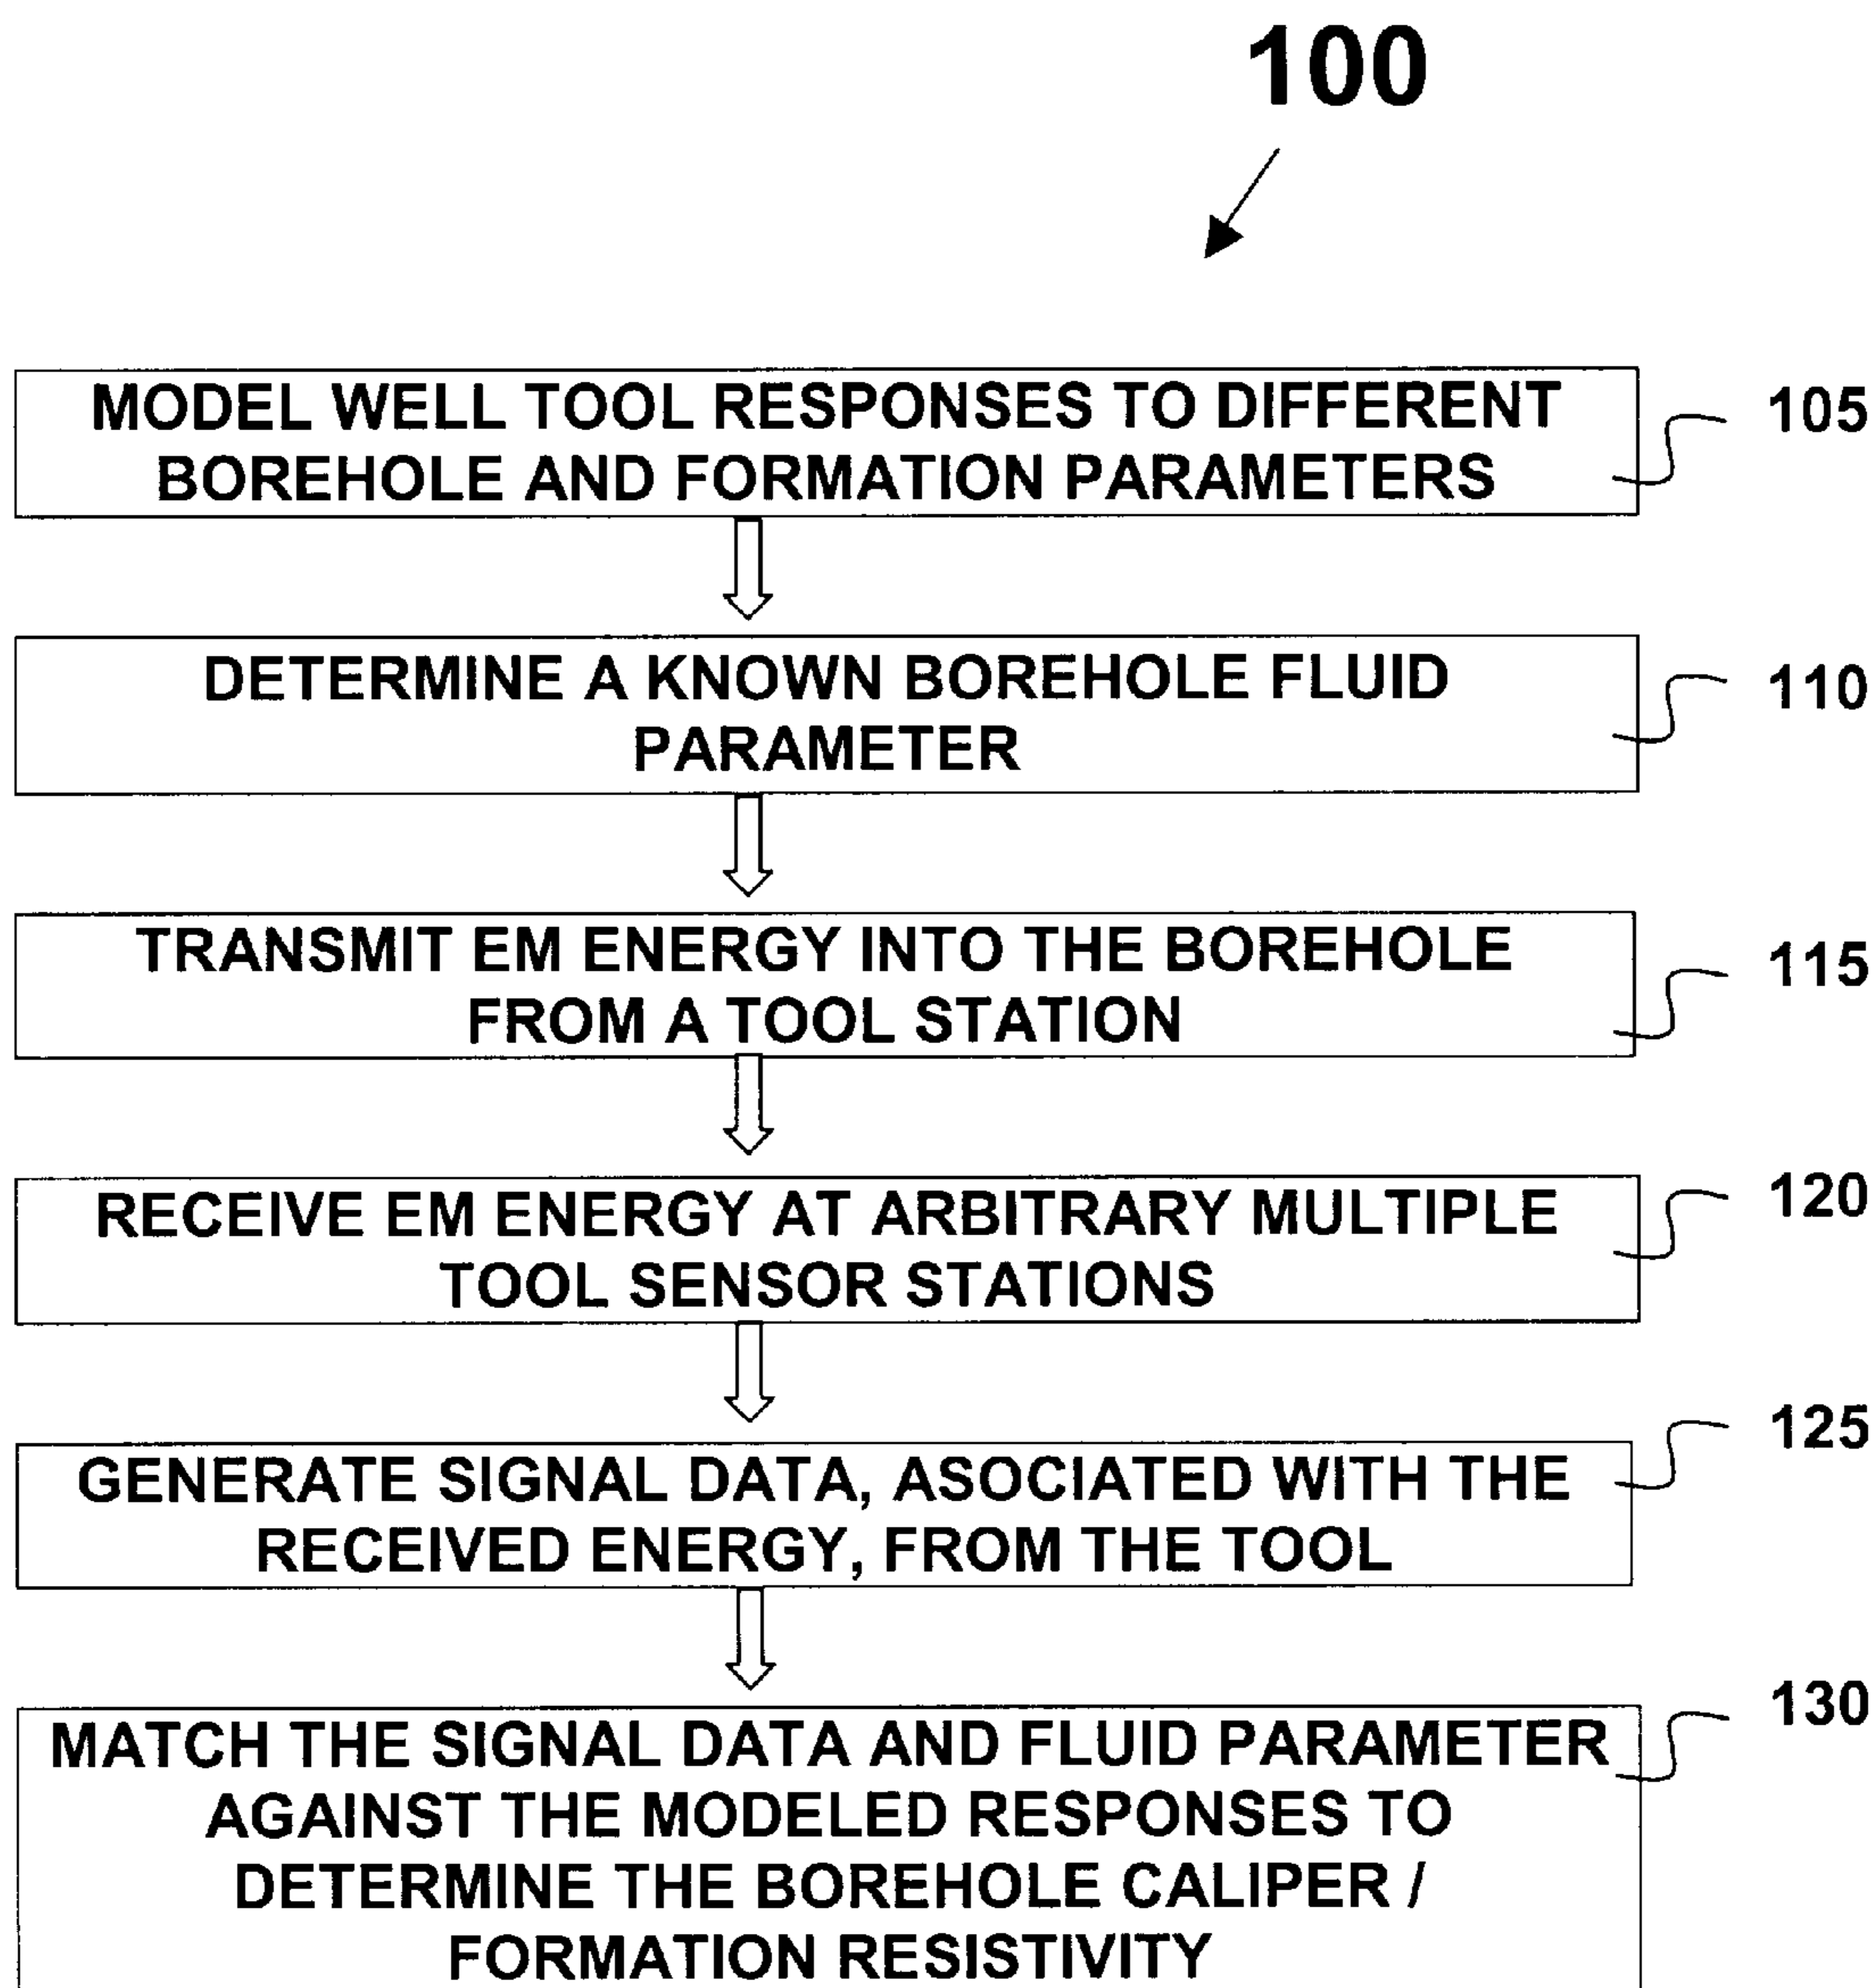 100
MODEL WELL TOOL RESPONSES TO DIFFERENT
BOREHOLE AND FORMATION PARAMETERS
105
DETERMINE A KNOWN BOREHOLE FLUID
PARAMETER
110
TRANSMIT EM ENERGY INTO THE BOREHOLE
FROM A TOOL STATION
115
RECEIVE EM ENERGY AT ARBITRARY MULTIPLE
TOOL SENSOR STATIONS
120
GENERATE SIGNAL DATA, ASOCIATED WITH THE
RECEIVED ENERGY, FROM THE TOOL
125
MATCH THE SIGNAL DATA AND FLUID PARAMETER
AGAINST THE MODELED RESPONSES TO
DETERMINE THE BOREHOLE CALIPER /
FORMATION RESISTIVITY
130